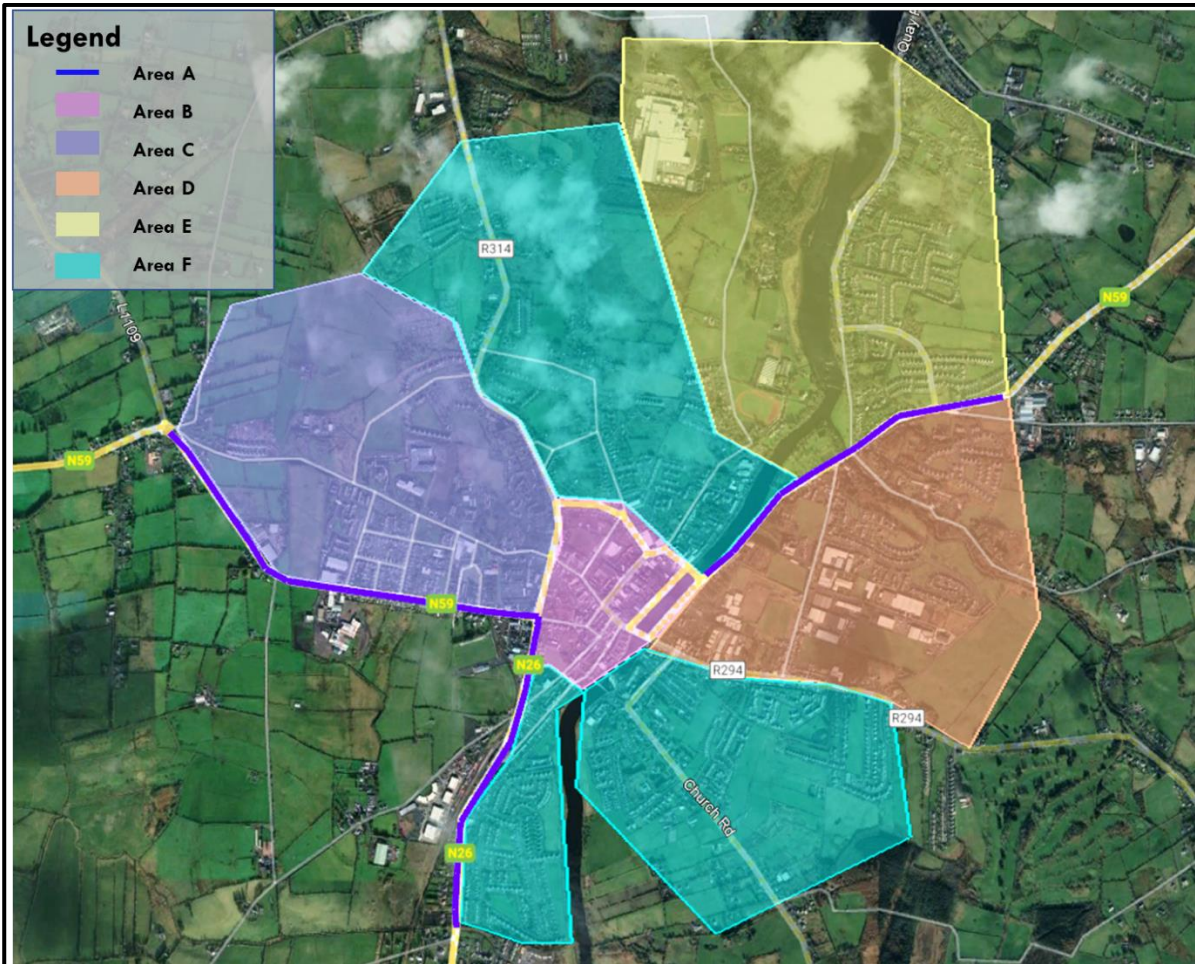 Legend
Area A
Area B
Area C
Area D
Area E
Area F
Quay
R314
L1109
N59
N59
N59
N26
R294
R294
Church Rd
N26